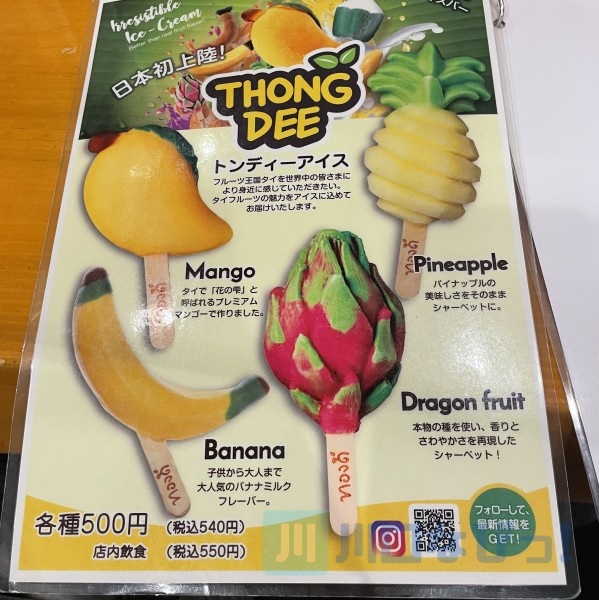 Irresistible
Ice-Cream
Better than real fruit flavor!
日本初上陸!
THONG
DEE
トンディーアイス
フルーツ王国タイを世界中の皆さまに
より身近に感じていただきたい。
タイフルーツの魅力をアイスに込めて
お届けいたします。
Mango
タイで「花の雫」と
呼ばれるプレミアム
マンゴーで作りました。
Pineapple
パイナップルの
美味しさをそのまま
シャーベットに。
Banana
子供から大人まで
大人気のバナナミルク
フレーバー。
Dragon fruit
本物の種を使い、香りと
さわやかさを再現した
シャーベット!
各種500円 (税込540円)
店内飲食 (税込550円)
フォローして、
最新情報を
GET!